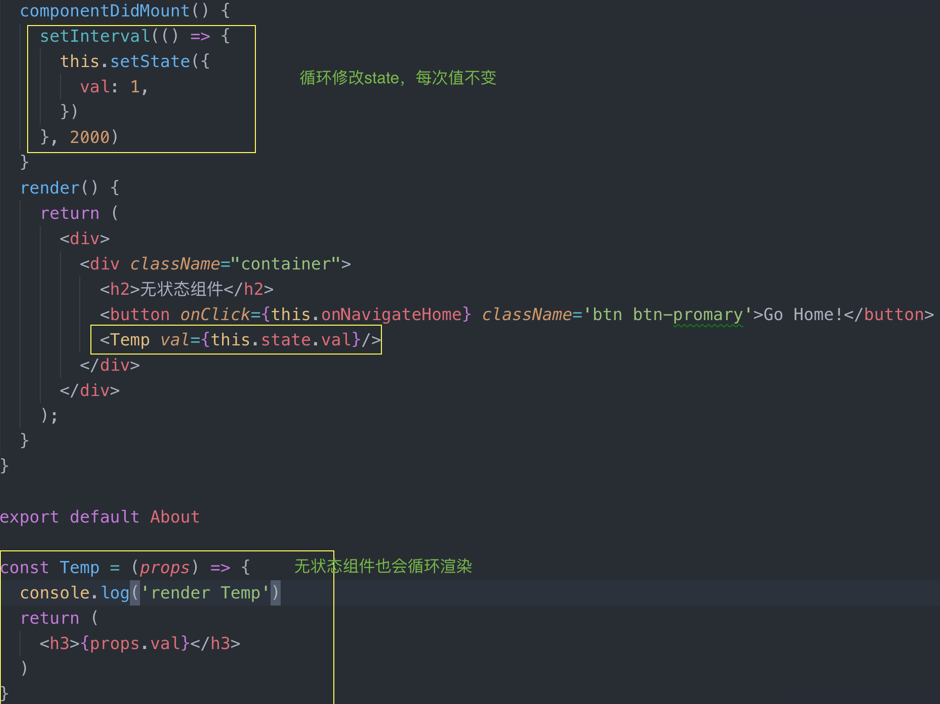 componentDidMount() {
setInterval(() => {
this.setState({
val: 1,
})
}, 2000)
循环修改state，每次值不变
}
render() {
return (
<div>
<div className="container">
<h2>无状态组件</h2>
<button onClick={this.onNavigateHome} className='btn btn-promary'>Go Home!</button>
<Temp val={this.state.val}/>
</div>
</div>
);
}
}
export default About
const Temp = (props) => {
无状态组件也会循环渲染
console.log('render Temp')
return (
<h3>{props.val}</h3>
)
}